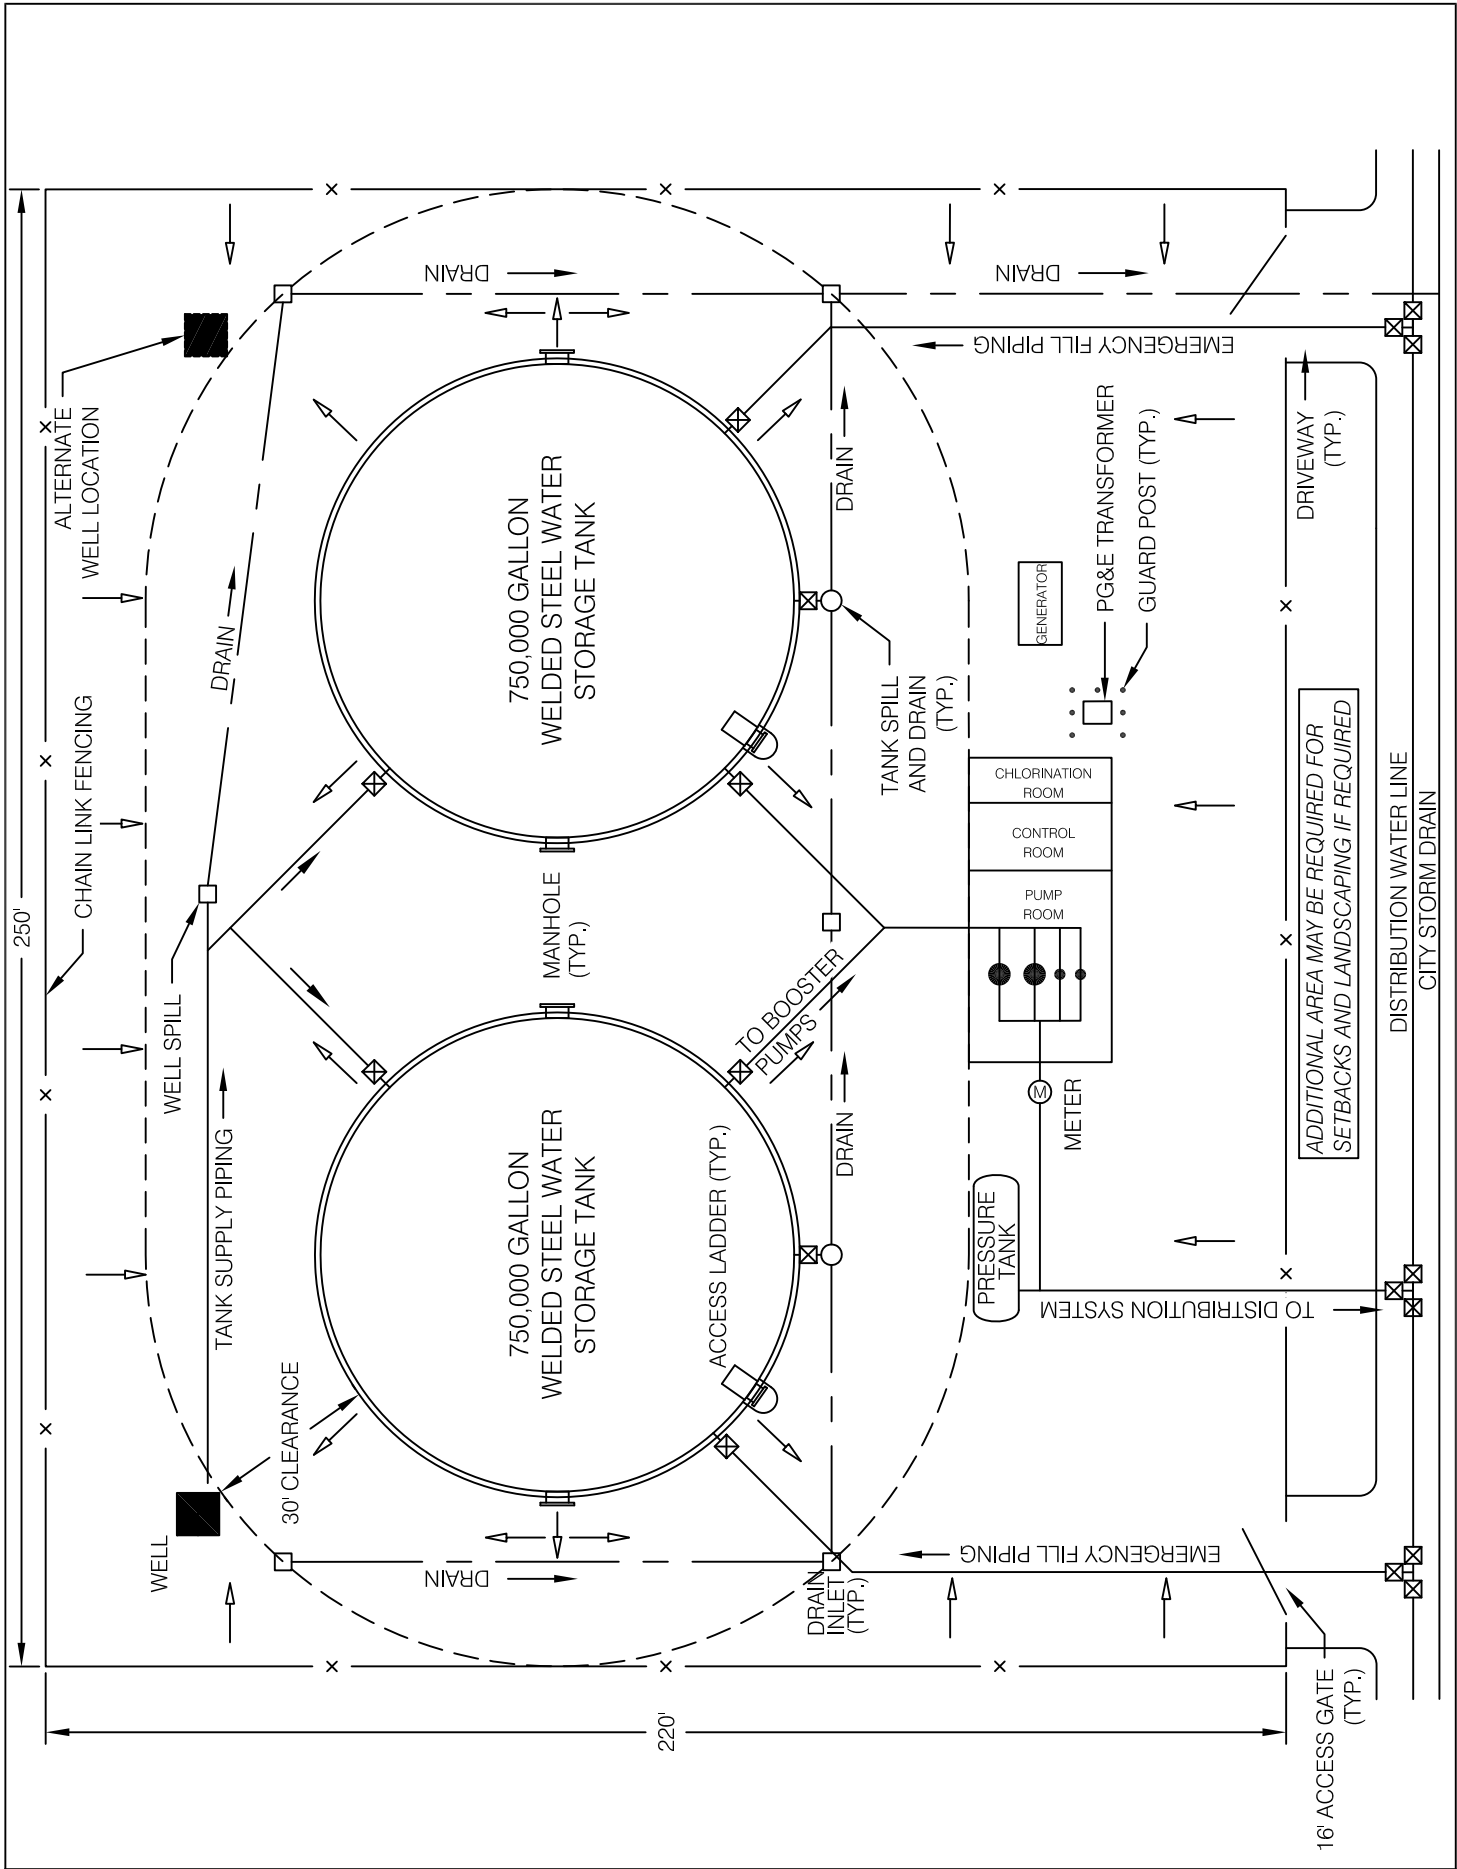 250'
ALTERNATE
WELL LOCATION
CHAIN LINK FENCING
WELL SPILL
TANK SUPPLY PIPING
WELL
30' CLEARANCE
DRAIN
DRAIN
DRAIN
750,000 GALLON
WELDED STEEL WATER
STORAGE TANK
750,000 GALLON
WELDED STEEL WATER
STORAGE TANK
MANHOLE
(TYP.)
ACCESS LADDER (TYP.)
TO BOOSTER
PUMPS
DRAIN
DRAIN
DRAIN
INLET
(TYP.)
TANK SPILL
AND DRAIN
(TYP.)
DRAIN
EMERGENCY FILL PIPING
EMERGENCY FILL PIPING
PRESSURE
TANK
M
METER
PUMP
ROOM
CONTROL
ROOM
CHLORINATION
ROOM
GENERATOR
PG&E TRANSFORMER
GUARD POST (TYP.)
TO DISTRIBUTION SYSTEM
DRIVEWAY
(TYP.)
ADDITIONAL AREA MAY BE REQUIRED FOR
SETBACKS AND LANDSCAPING IF REQUIRED
DISTRIBUTION WATER LINE
CITY STORM DRAIN
16' ACCESS GATE
(TYP.)
220'